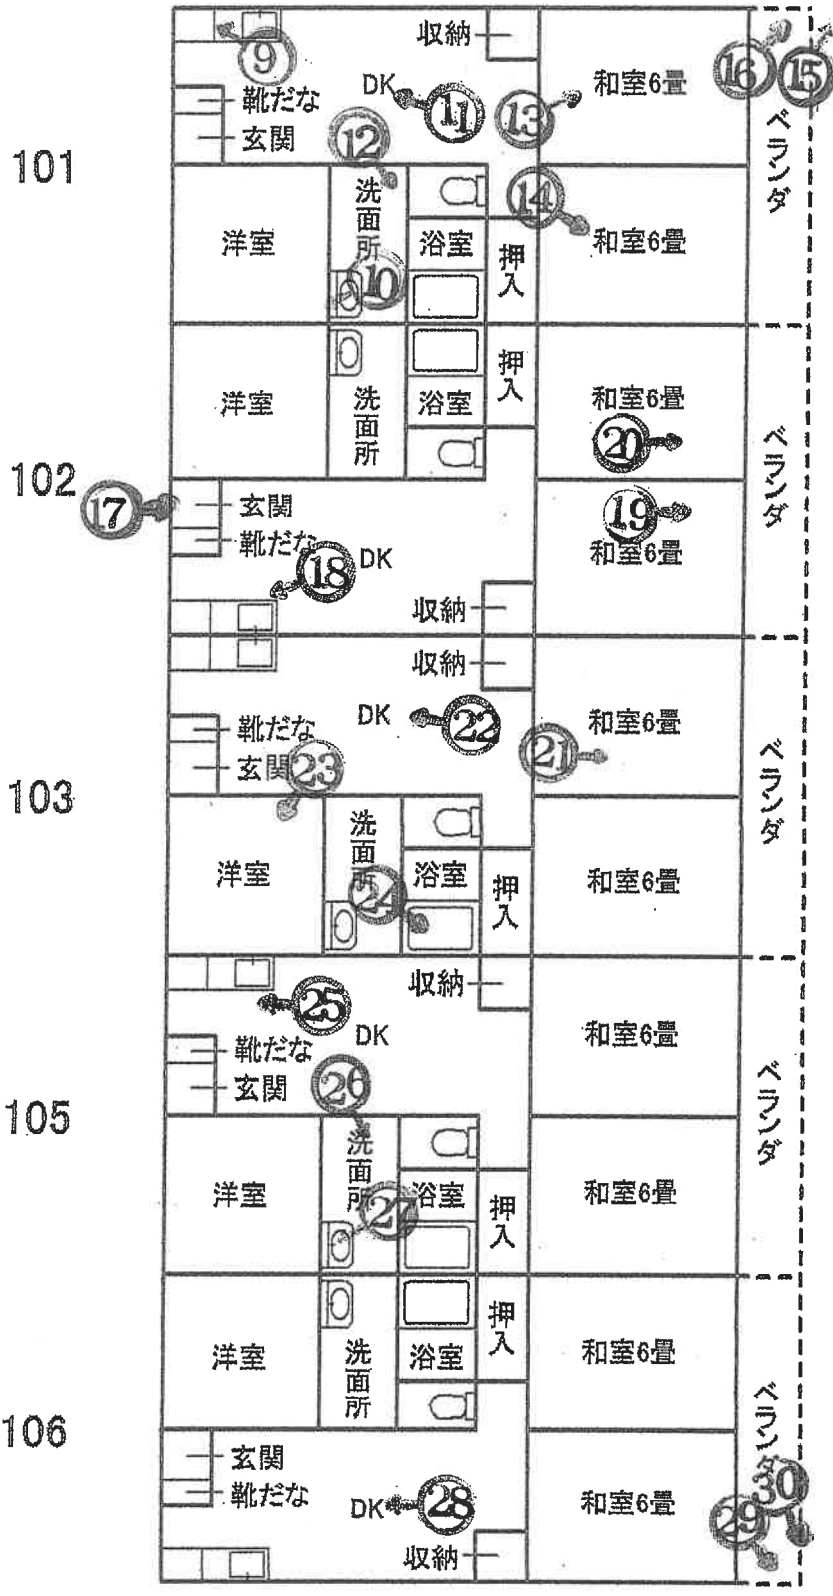 収納
⑨
⑯
⑮
DK
⑪
⑬
和室6畳
靴だな
玄関
⑫
ベランダ
101
⑭
洋室
洗面所
浴室
押入
和室6畳
⑩
洋室
洗面所
浴室
押入
和室6畳
⑳
102
ベランダ
⑰
玄関
⑲
靴だな
DK
和室6畳
⑱
収納
収納
DK
㉒
和室6畳
靴だな
㉑
玄関
㉓
ベランダ
103
洋室
洗面所
浴室
押入
和室6畳
㉔
収納
㉕
DK
和室6畳
靴だな
玄関
㉖
105
ベランダ
洋室
洗面所
浴室
押入
和室6畳
㉗
洋室
洗面所
浴室
押入
和室6畳
106
ベランダ
玄関
靴だな
DK
㉘
和室6畳
㉙
㉚
収納